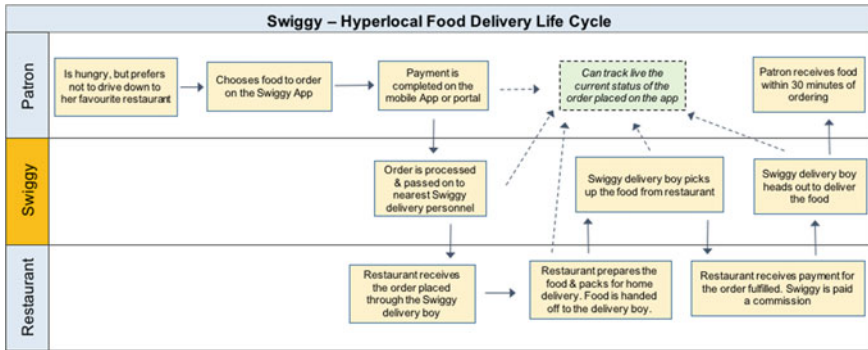 Swiggy – Hyperlocal Food Delivery Life Cycle
Patron
Is hungry, but prefers
not to drive down to
her favourite restaurant
Chooses food to order
on the Swiggy App
Payment is
completed on the
mobile App or portal
Can track live the
current status of the
order placed on the app
Patron receives food
within 30 minutes of
ordering
Swiggy
Order is processed
& passed on to
nearest Swiggy
delivery personnel
Swiggy delivery boy picks
up the food from restaurant
Swiggy delivery boy
heads out to deliver
the food
Restaurant
Restaurant receives
the order placed
through the Swiggy
delivery boy
Restaurant prepares the
food & packs for home
delivery. Food is handed
off to the delivery boy.
Restaurant receives payment for
the order fulfilled. Swiggy is paid
a commission